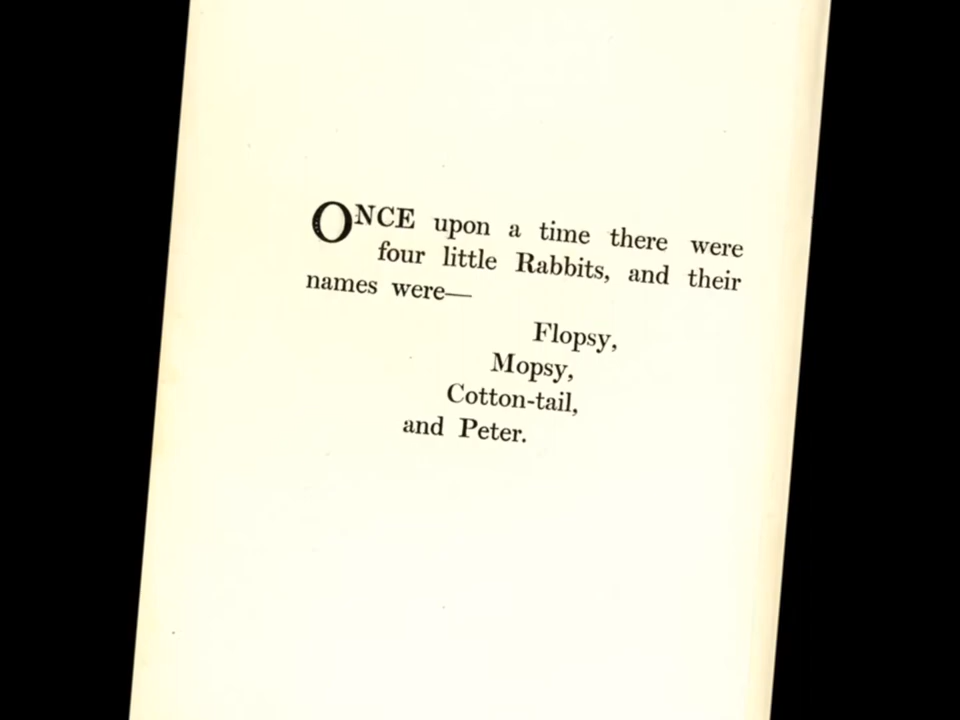 ONCE upon a time there were
four little Rabbits, and their
names were—
Flopsy,
Mopsy,
Cotton-tail,
and Peter.